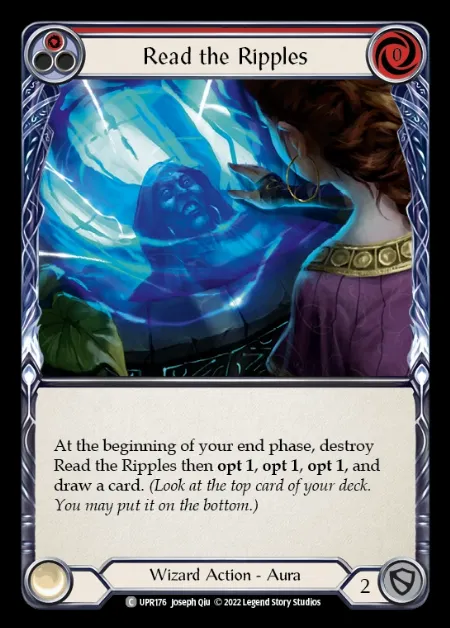 Read the Ripples
0
At the beginning of your end phase, destroy
Read the Ripples then opt 1, opt 1, opt 1, and
draw a card. (Look at the top card of your deck.
You may put it on the bottom.)
Wizard Action - Aura
2
C UPR176 Joseph Qiu © 2022 Legend Story Studios